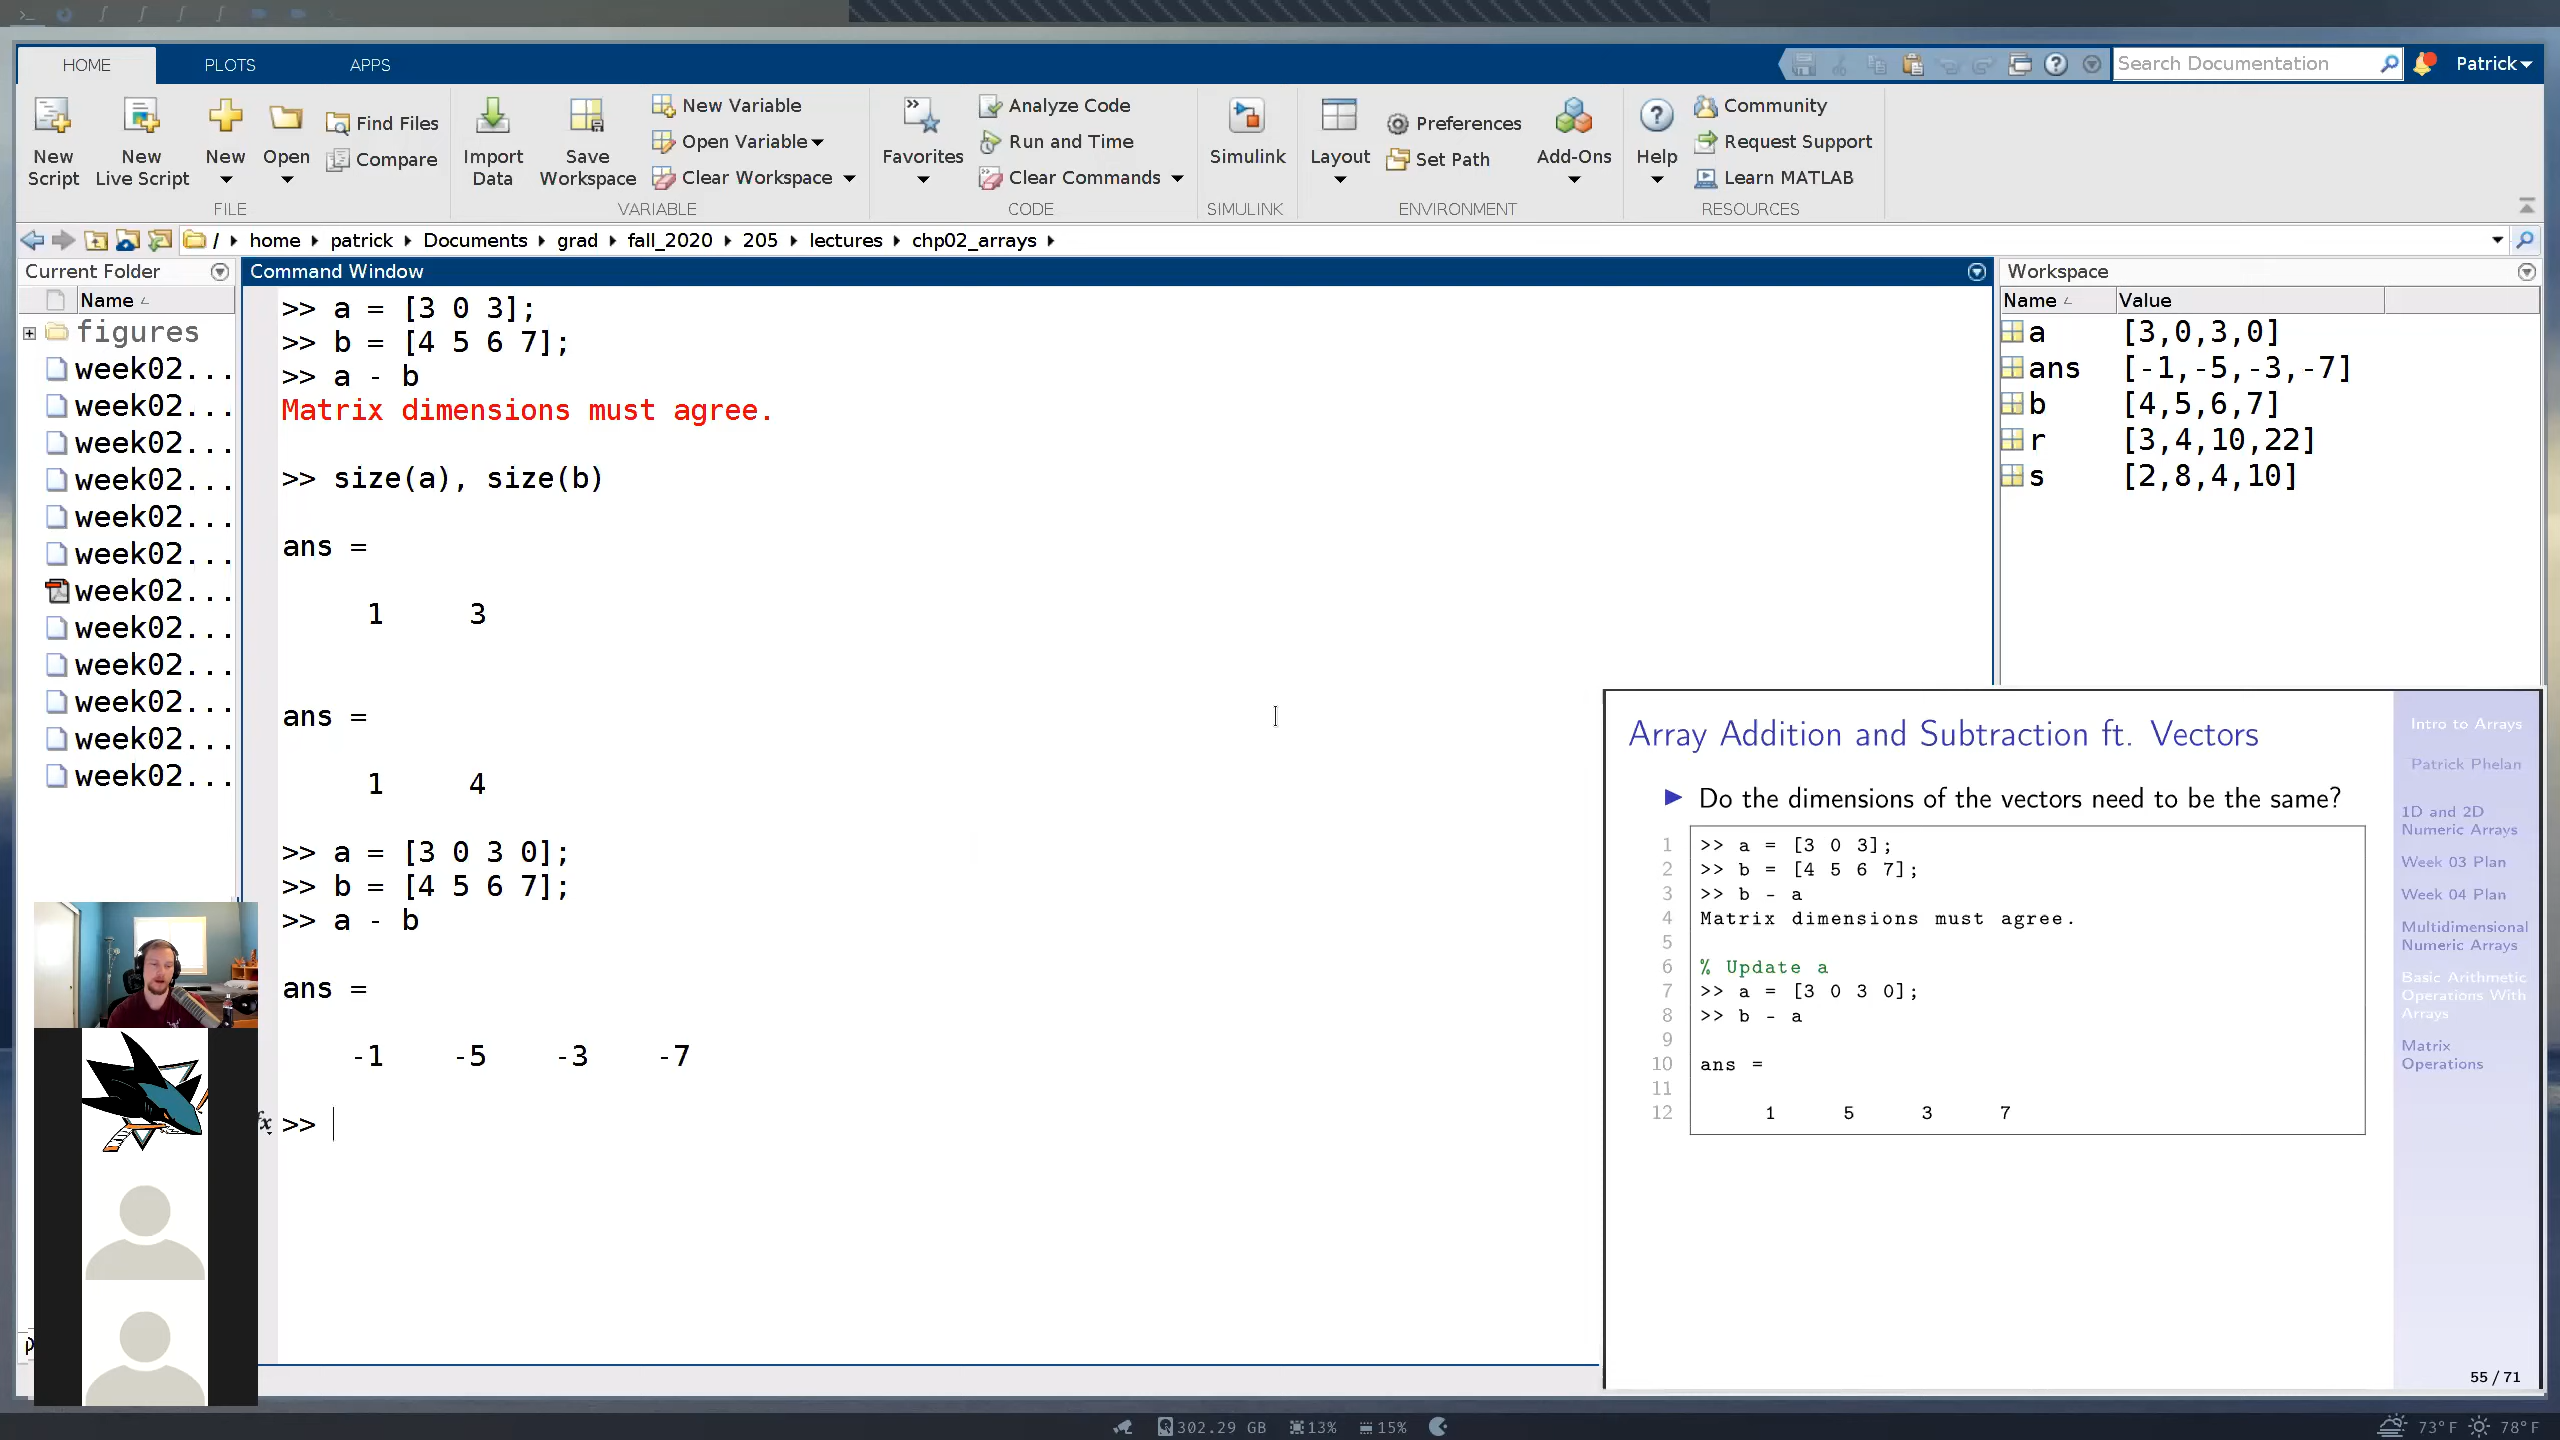 HOME PLOTS APPS
Search Documentation
Patrick
New Script
New Live Script
New
Open
Find Files
Compare
FILE
Import Data
Save Workspace
New Variable
Open Variable
Clear Workspace
VARIABLE
Favorites
Analyze Code
Run and Time
Clear Commands
CODE
Simulink
SIMULINK
Layout
Preferences
Set Path
Add-Ons
ENVIRONMENT
Help
Community
Request Support
Learn MATLAB
RESOURCES
/ home patrick Documents grad fall_2020 205 lectures chp02_arrays
Current Folder
Name
figures
week02...
week02...
week02...
week02...
week02...
week02...
week02...
week02...
week02...
week02...
week02...
week02...
Command Window
>> a = [3 0 3];
>> b = [4 5 6 7];
>> a - b
Matrix dimensions must agree.
>> size(a), size(b)
ans =
1 3
ans =
1 4
>> a = [3 0 3 0];
>> b = [4 5 6 7];
>> a - b
ans =
-1 -5 -3 -7
fx >>
Workspace
Name Value
a [3,0,3,0]
ans [-1,-5,-3,-7]
b [4,5,6,7]
r [3,4,10,22]
s [2,8,4,10]
Array Addition and Subtraction ft. Vectors
Do the dimensions of the vectors need to be the same?
1 >> a = [3 0 3];
2 >> b = [4 5 6 7];
3 >> b - a
4 Matrix dimensions must agree.
5
6 % Update a
7 >> a = [3 0 3 0];
8 >> b - a
9
10 ans =
11
12 1 5 3 7
Intro to Arrays
Patrick Phelan
1D and 2D
Numeric Arrays
Week 03 Plan
Week 04 Plan
Multidimensional
Numeric Arrays
Basic Arithmetic
Operations With
Arrays
Matrix
Operations
55 / 71
302.29 GB 13% 15%
73°F 78°F